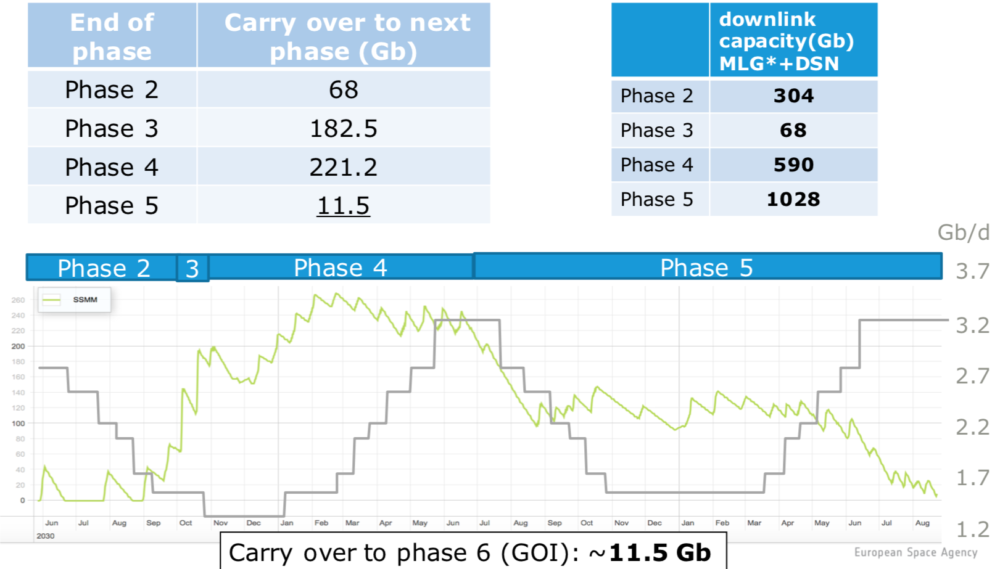 End of
phase
Carry over to next
phase (Gb)
Phase 2
68
Phase 3
182.5
Phase 4
221.2
Phase 5
11.5
downlink
capacity(Gb)
MLG*+DSN
Phase 2
304
Phase 3
68
Phase 4
590
Phase 5
1028
Gb/d
Phase 2
3
Phase 4
Phase 5
3.7
3.2
2.7
2.2
1.7
1.2
SSMM
260
240
220
200
180
160
140
120
100
80
60
40
20
0
Jun Jul Aug Sep Oct Nov Dec Jan Feb Mar Apr May Jun Jul Aug Sep Oct Nov Dec Jan Feb Mar Apr May Jun Jul Aug
2030
Carry over to phase 6 (GOI): ~11.5 Gb
European Space Agency